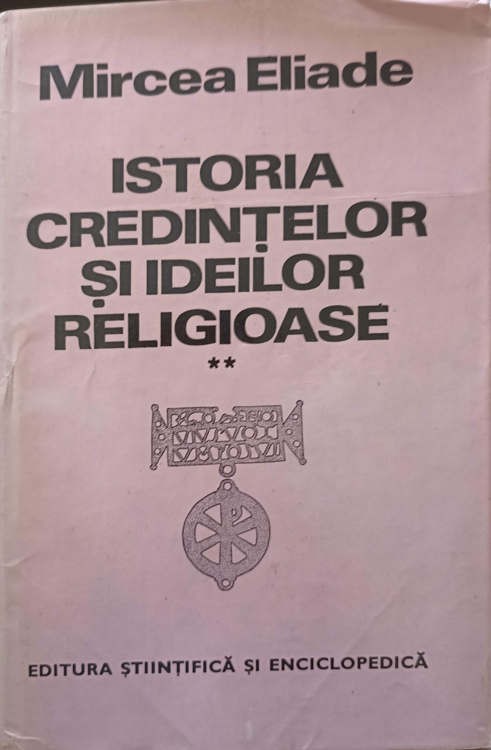 Mircea Eliade
ISTORIA
CREDINȚELOR
ȘI IDEILOR
RELIGIOASE
**
EDITURA ȘTIINȚIFICĂ ȘI ENCICLOPEDICĂ